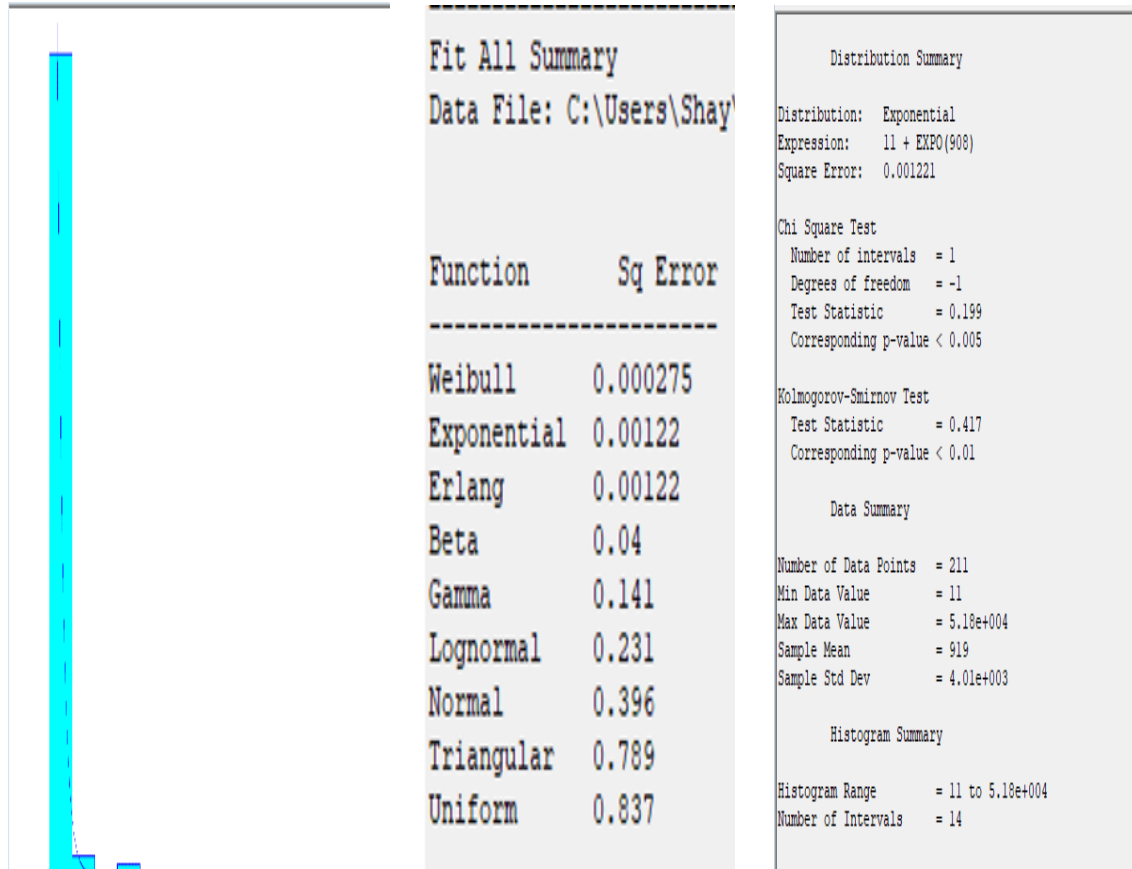 Fit All Summary
Data File: C:\Users\Shay\
Function Sq Error
-----------------------
Weibull 0.000275
Exponential 0.00122
Erlang 0.00122
Beta 0.04
Gamma 0.141
Lognormal 0.231
Normal 0.396
Triangular 0.789
Uniform 0.837
Distribution Summary
Distribution: Exponential
Expression: 11 + EXPO(908)
Square Error: 0.001221
Chi Square Test
Number of intervals = 1
Degrees of freedom = -1
Test Statistic = 0.199
Corresponding p-value < 0.005
Kolmogorov-Smirnov Test
Test Statistic = 0.417
Corresponding p-value < 0.01
Data Summary
Number of Data Points = 211
Min Data Value = 11
Max Data Value = 5.18e+004
Sample Mean = 919
Sample Std Dev = 4.01e+003
Histogram Summary
Histogram Range = 11 to 5.18e+004
Number of Intervals = 14